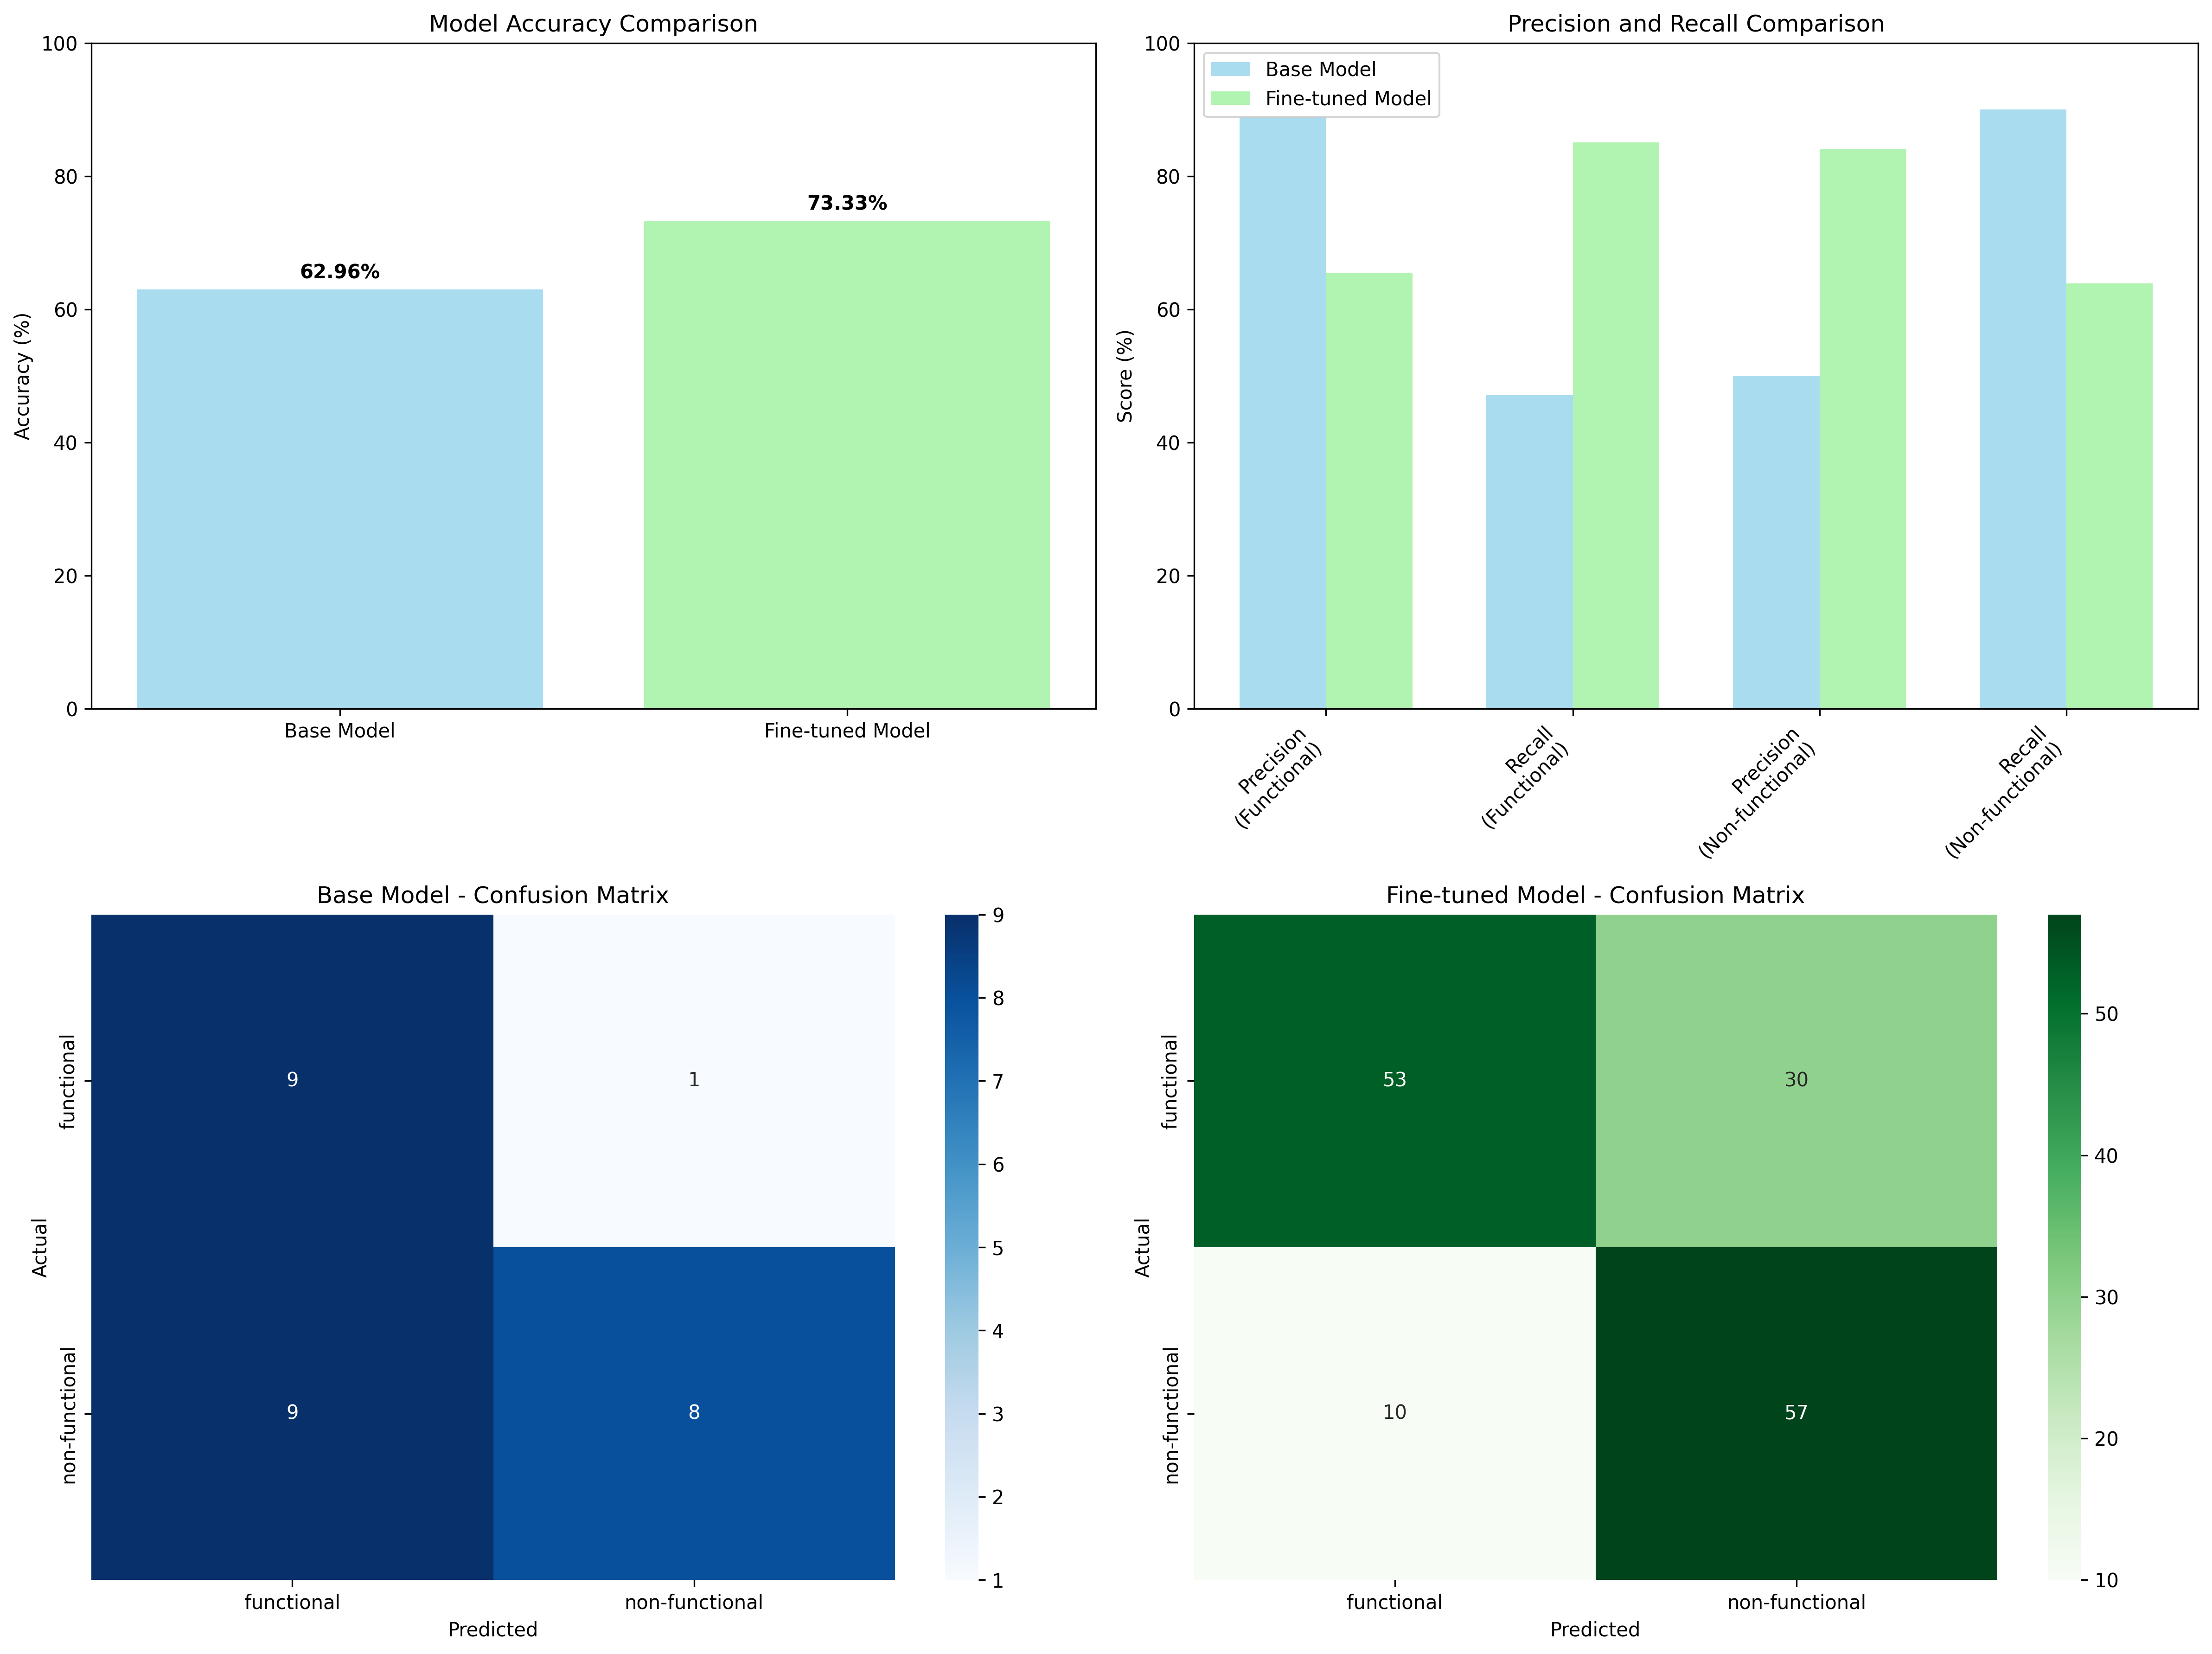 Model Accuracy Comparison
100
80
60
40
20
0
Accuracy (%)
62.96%
73.33%
Base Model
Fine-tuned Model
Precision and Recall Comparison
100
80
60
40
20
0
Score (%)
Base Model
Fine-tuned Model
Precision
(Functional)
Recall
(Functional)
Precision
(Non-functional)
Recall
(Non-functional)
Base Model - Confusion Matrix
Actual
functional
non-functional
9
1
9
8
functional
non-functional
Predicted
9
8
7
6
5
4
3
2
1
Fine-tuned Model - Confusion Matrix
Actual
functional
non-functional
53
30
10
57
functional
non-functional
Predicted
50
40
30
20
10